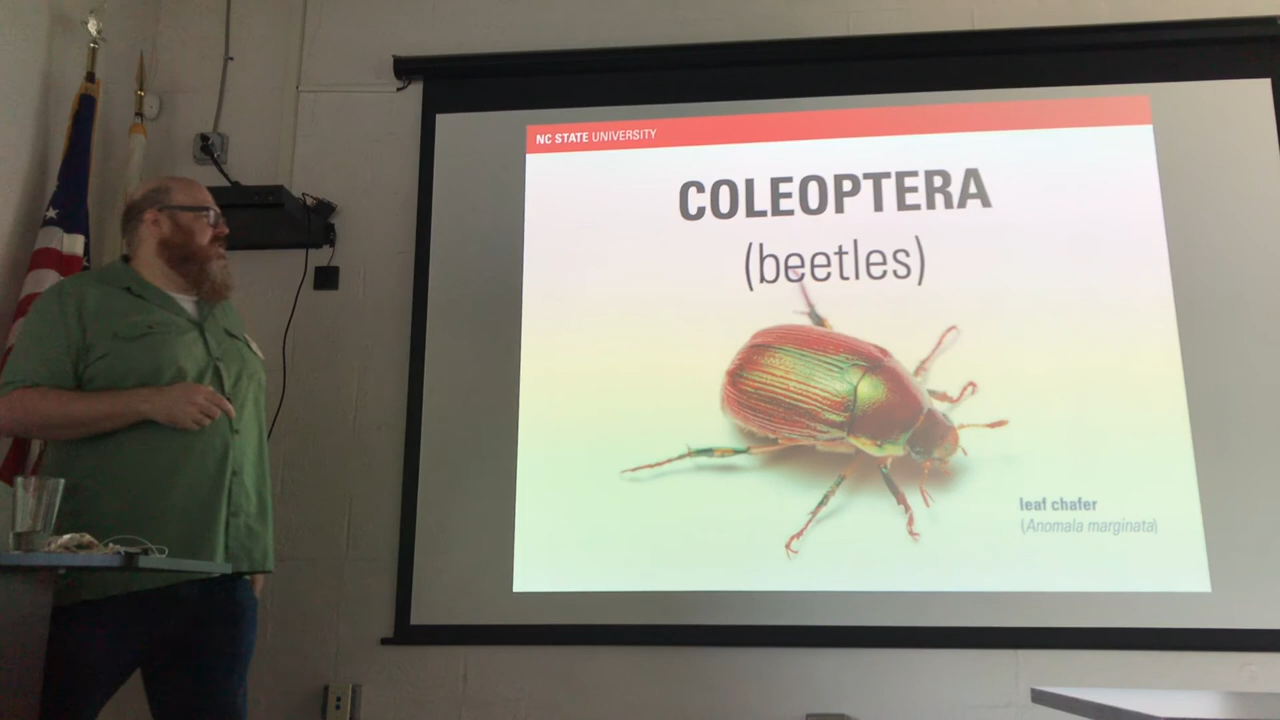 NC STATE UNIVERSITY
COLEOPTERA
(beetles)
leaf chafer
(Anomala marginata)